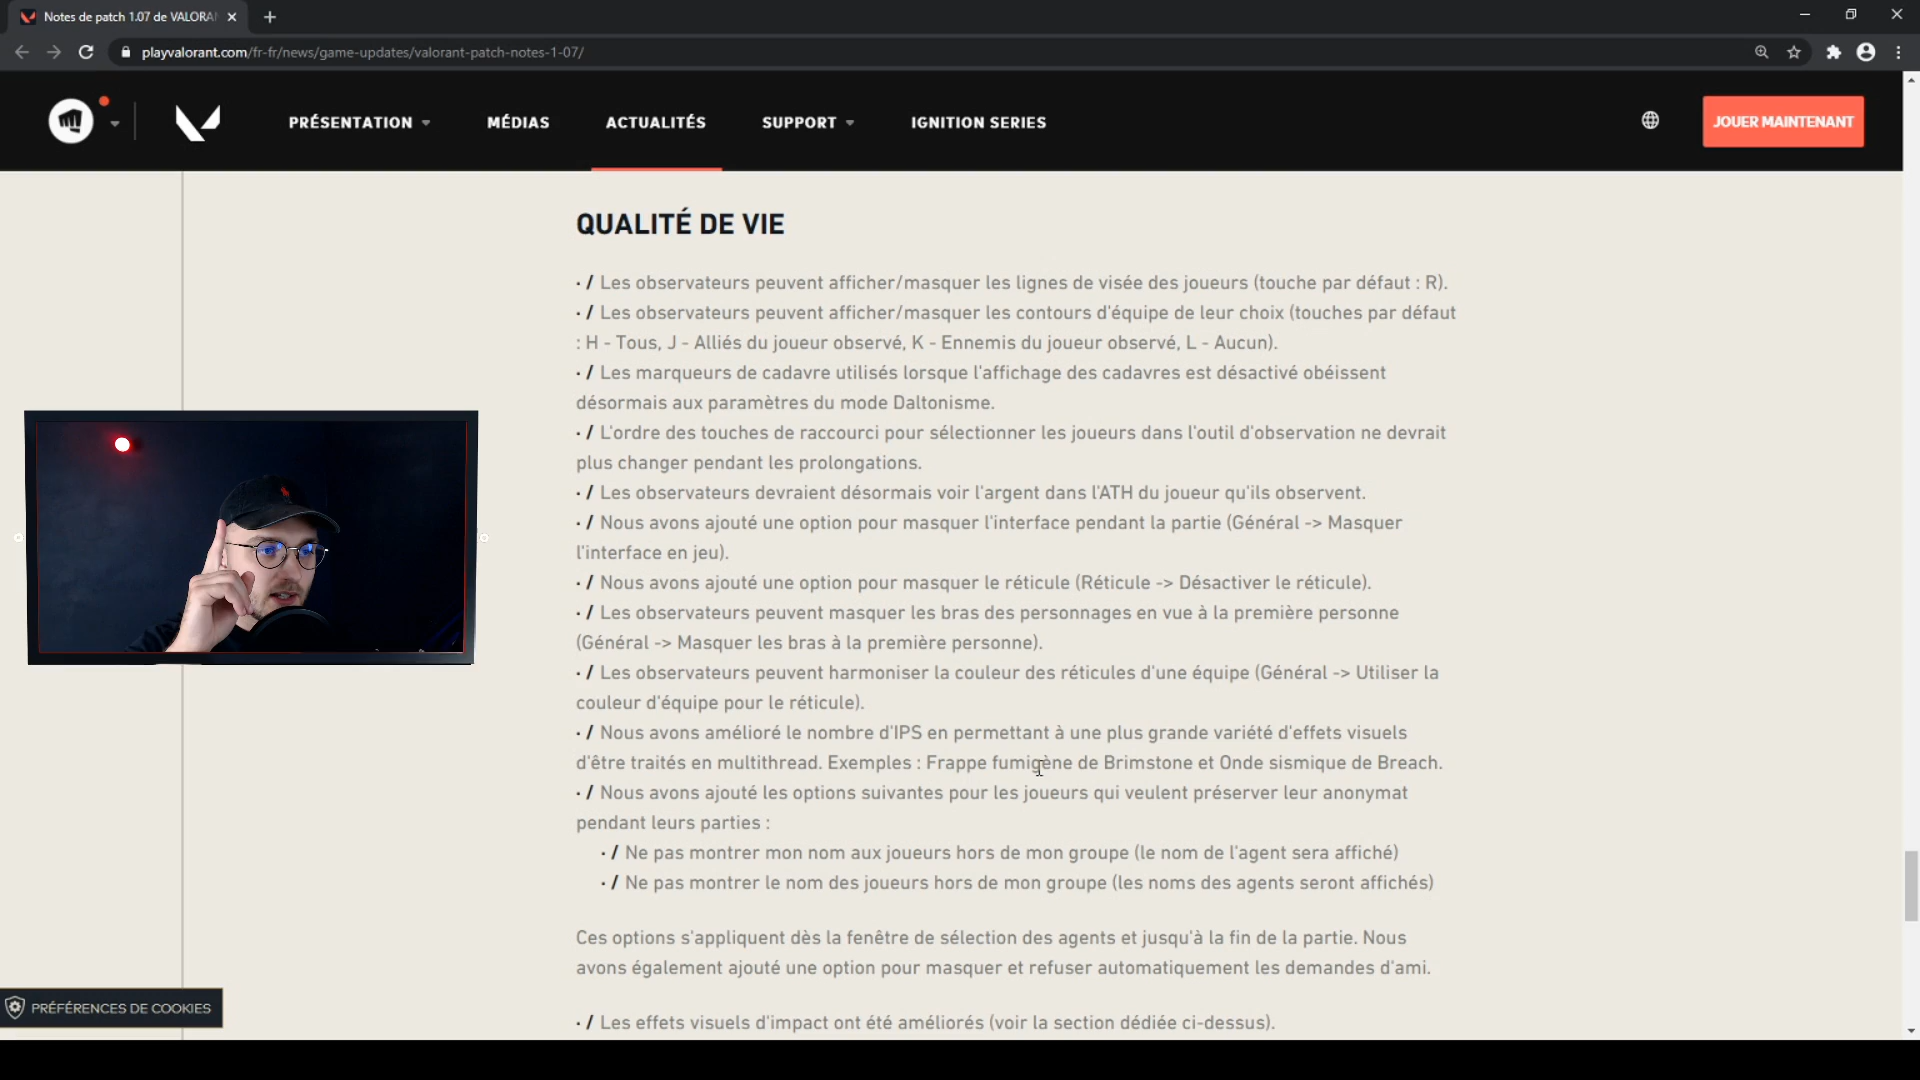 Notes de patch 1.07 de VALORA
playvalorant.com/fr-fr/news/game-updates/valorant-patch-notes-1-07/
PRÉSENTATION
MÉDIAS
ACTUALITÉS
SUPPORT
IGNITION SERIES
JOUER MAINTENANT
QUALITÉ DE VIE
· / Les observateurs peuvent afficher/masquer les lignes de visée des joueurs (touche par défaut : R).
· / Les observateurs peuvent afficher/masquer les contours d'équipe de leur choix (touches par défaut
: H - Tous, J - Alliés du joueur observé, K - Ennemis du joueur observé, L - Aucun).
· / Les marqueurs de cadavre utilisés lorsque l'affichage des cadavres est désactivé obéissent
désormais aux paramètres du mode Daltonisme.
· / L'ordre des touches de raccourci pour sélectionner les joueurs dans l'outil d'observation ne devrait
plus changer pendant les prolongations.
· / Les observateurs devraient désormais voir l'argent dans l'ATH du joueur qu'ils observent.
· / Nous avons ajouté une option pour masquer l'interface pendant la partie (Général -> Masquer
l'interface en jeu).
· / Nous avons ajouté une option pour masquer le réticule (Réticule -> Désactiver le réticule).
· / Les observateurs peuvent masquer les bras des personnages en vue à la première personne
(Général -> Masquer les bras à la première personne).
· / Les observateurs peuvent harmoniser la couleur des réticules d'une équipe (Général -> Utiliser la
couleur d'équipe pour le réticule).
· / Nous avons amélioré le nombre d'IPS en permettant à une plus grande variété d'effets visuels
d'être traités en multithread. Exemples : Frappe fumigène de Brimstone et Onde sismique de Breach.
· / Nous avons ajouté les options suivantes pour les joueurs qui veulent préserver leur anonymat
pendant leurs parties :
· / Ne pas montrer mon nom aux joueurs hors de mon groupe (le nom de l'agent sera affiché)
· / Ne pas montrer le nom des joueurs hors de mon groupe (les noms des agents seront affichés)
Ces options s'appliquent dès la fenêtre de sélection des agents et jusqu'à la fin de la partie. Nous
avons également ajouté une option pour masquer et refuser automatiquement les demandes d'ami.
PRÉFÉRENCES DE COOKIES
· / Les effets visuels d'impact ont été améliorés (voir la section dédiée ci-dessus).